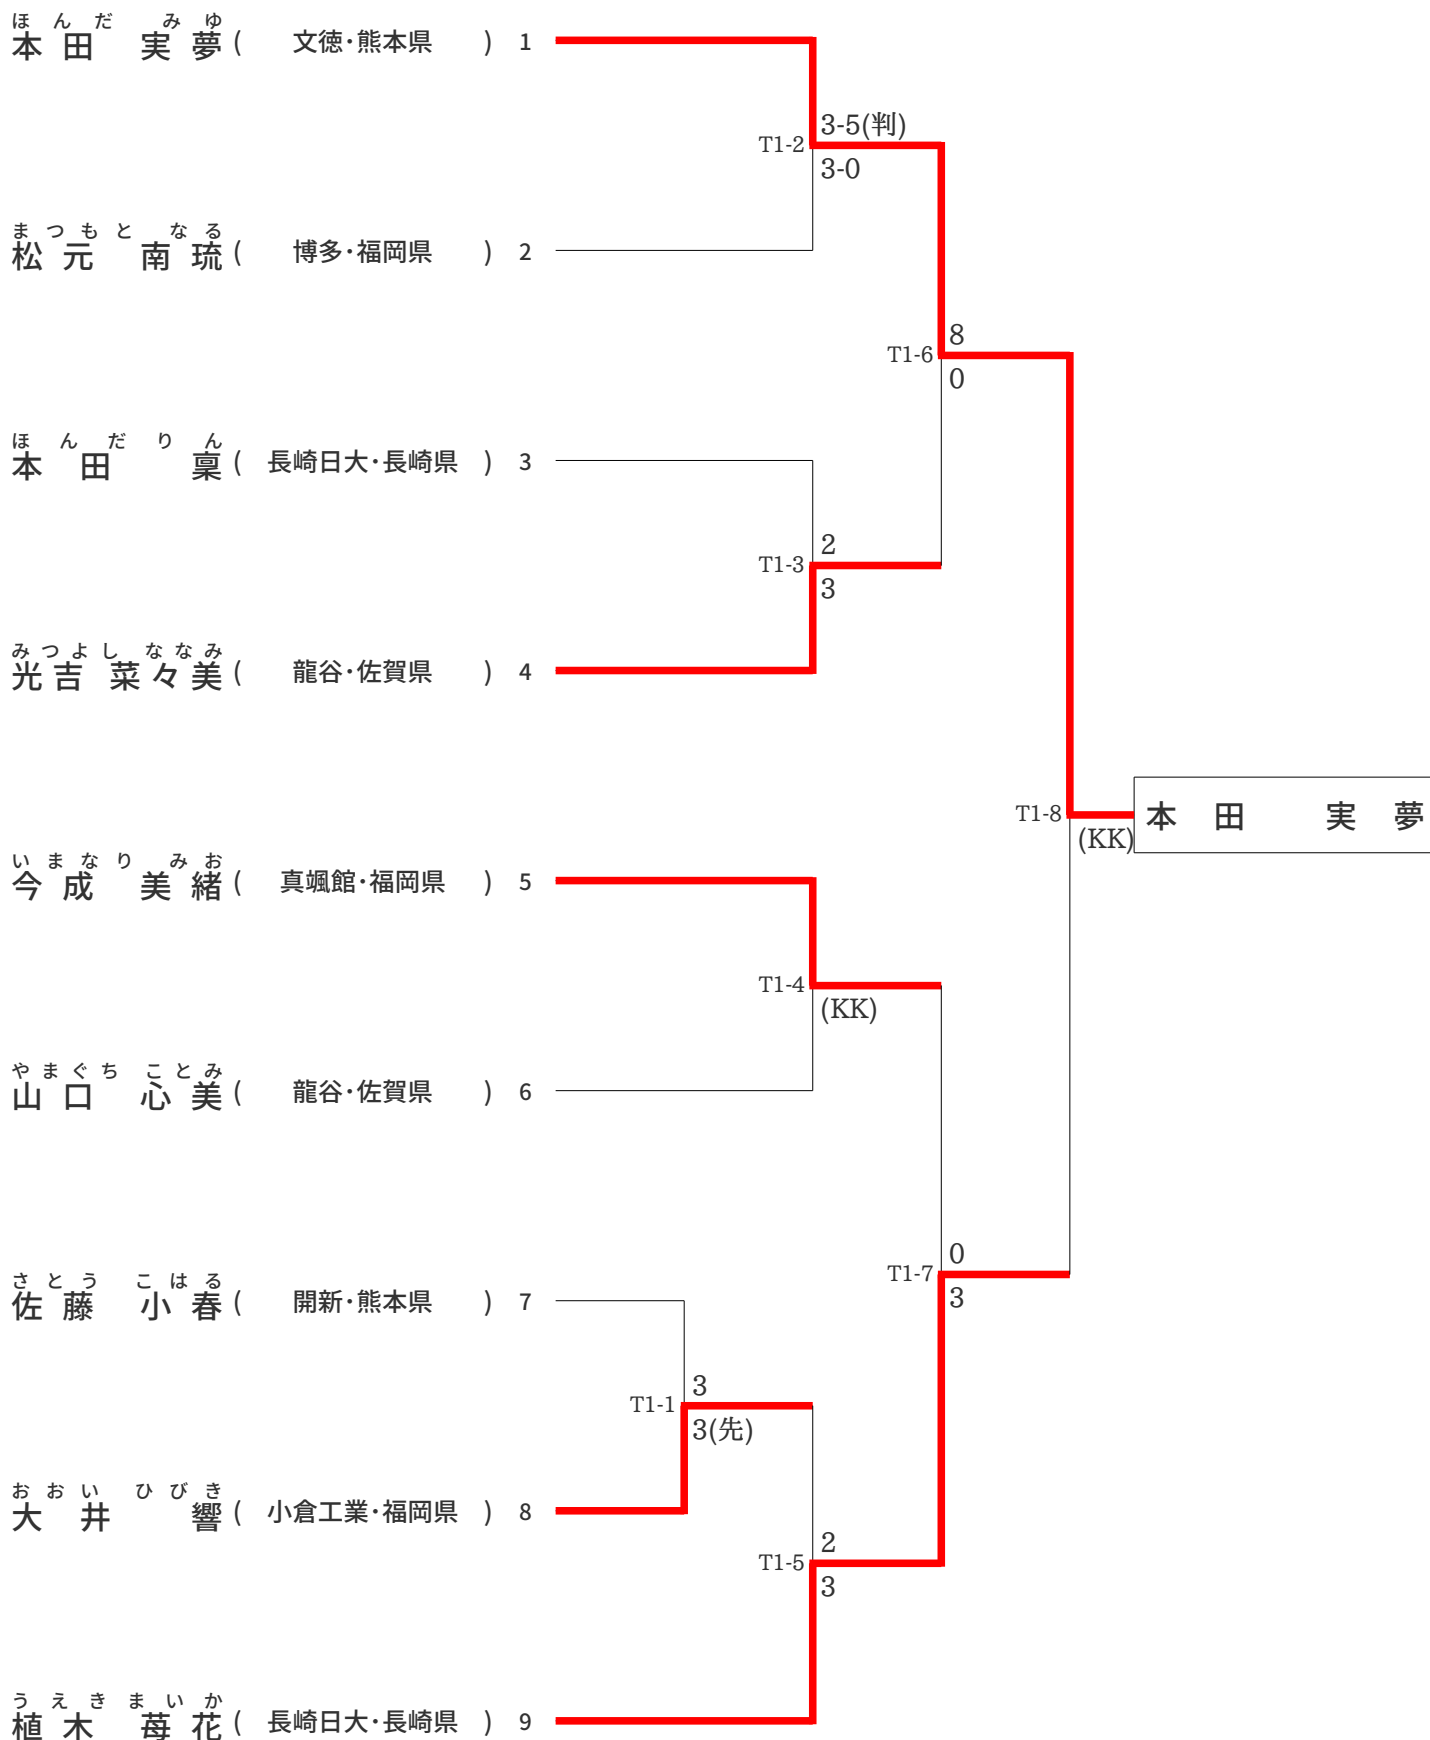 ほんだ みゆ
本田 実夢 ( 文徳・熊本県 ) 1
3-5(判)
T1-2
3-0
まつもと なる
松元 南琉 ( 博多・福岡県 ) 2
8
T1-6
0
ほんだ りん
本田 稟 ( 長崎日大・長崎県 ) 3
2
T1-3
3
みつよし ななみ
光吉 菜々美 ( 龍谷・佐賀県 ) 4
T1-8
本田 実夢
(KK)
いまなり みお
今成 美緒 ( 真颯館・福岡県 ) 5
T1-4
(KK)
やまぐち ことみ
山口 心美 ( 龍谷・佐賀県 ) 6
0
T1-7
3
さとう こはる
佐藤 小春 ( 開新・熊本県 ) 7
3
T1-1
3(先)
おおい ひびき
大井 響 ( 小倉工業・福岡県 ) 8
2
T1-5
3
うえき まいか
植木 苺花 ( 長崎日大・長崎県 ) 9